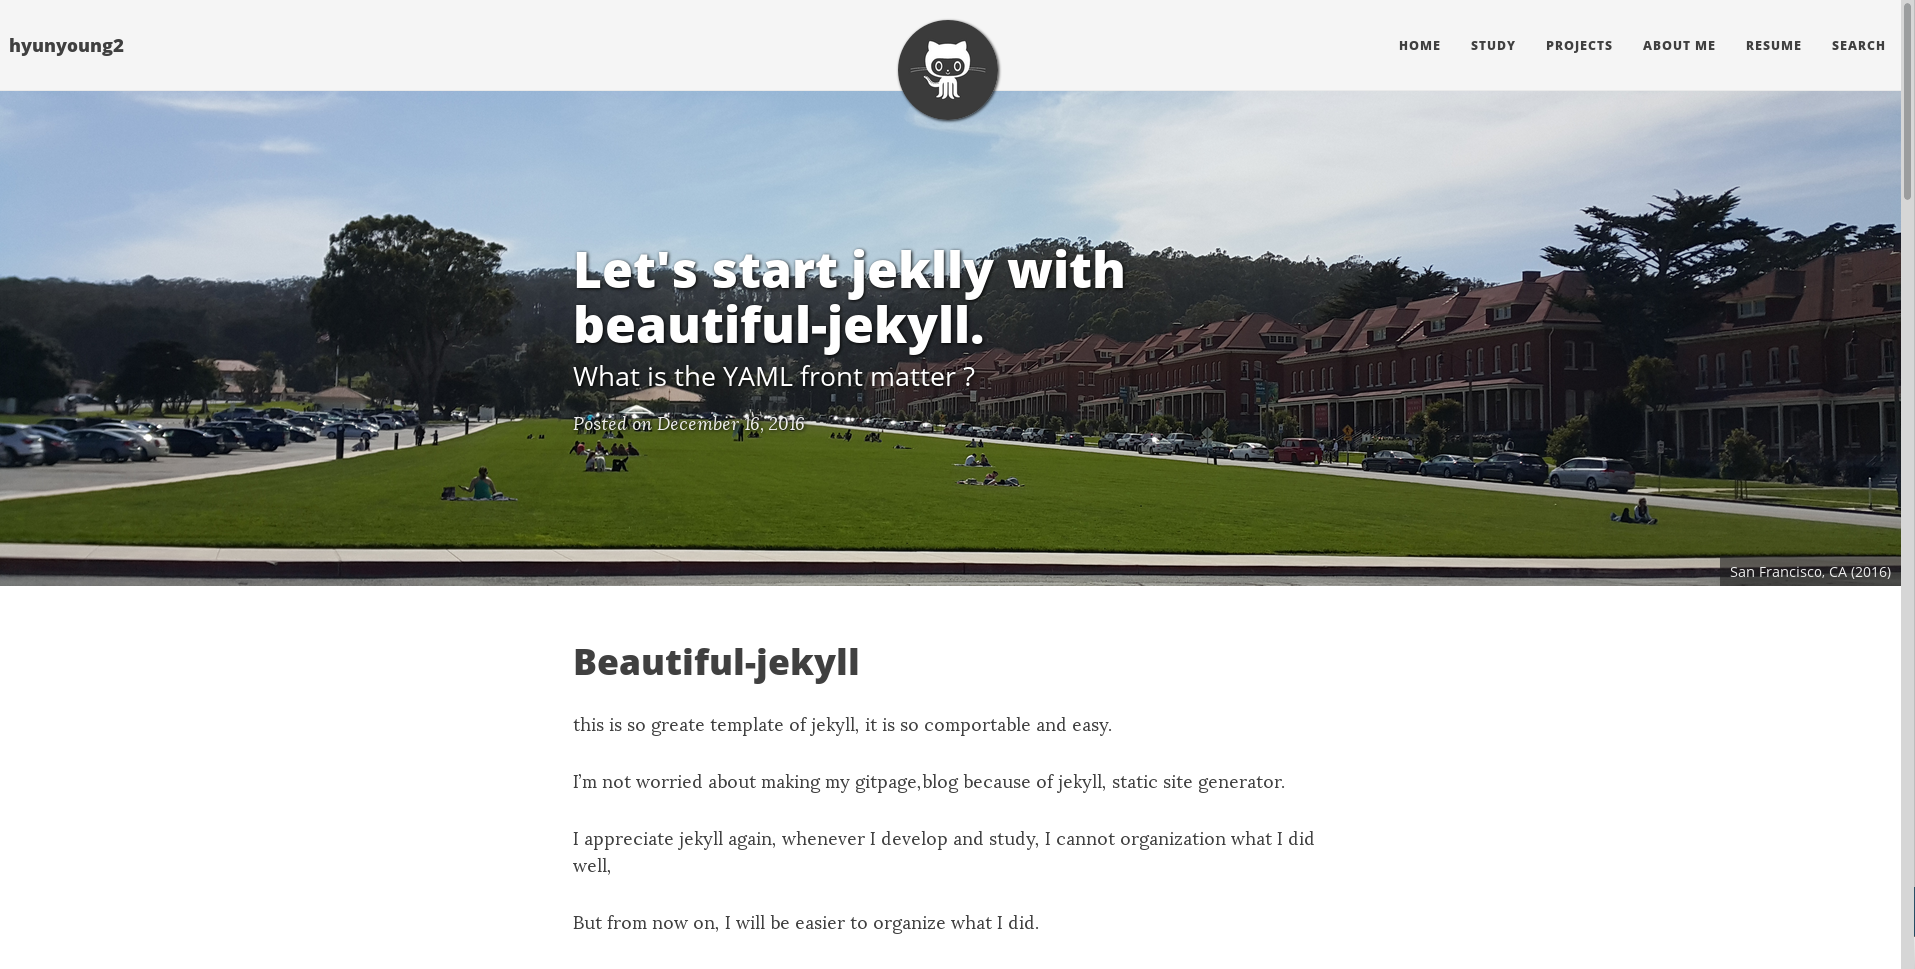 hyunyoung2
HOME STUDY PROJECTS ABOUT ME RESUME SEARCH
Let's start jeklly with
beautiful-jekyll.
What is the YAML front matter ?
Posted on December 16, 2016
San Francisco, CA (2016)
Beautiful-jekyll
this is so greate template of jekyll, it is so comportable and easy.
I’m not worried about making my gitpage,blog because of jekyll, static site generator.
I appreciate jekyll again, whenever I develop and study, I cannot organization what I did
well,
But from now on, I will be easier to organize what I did.